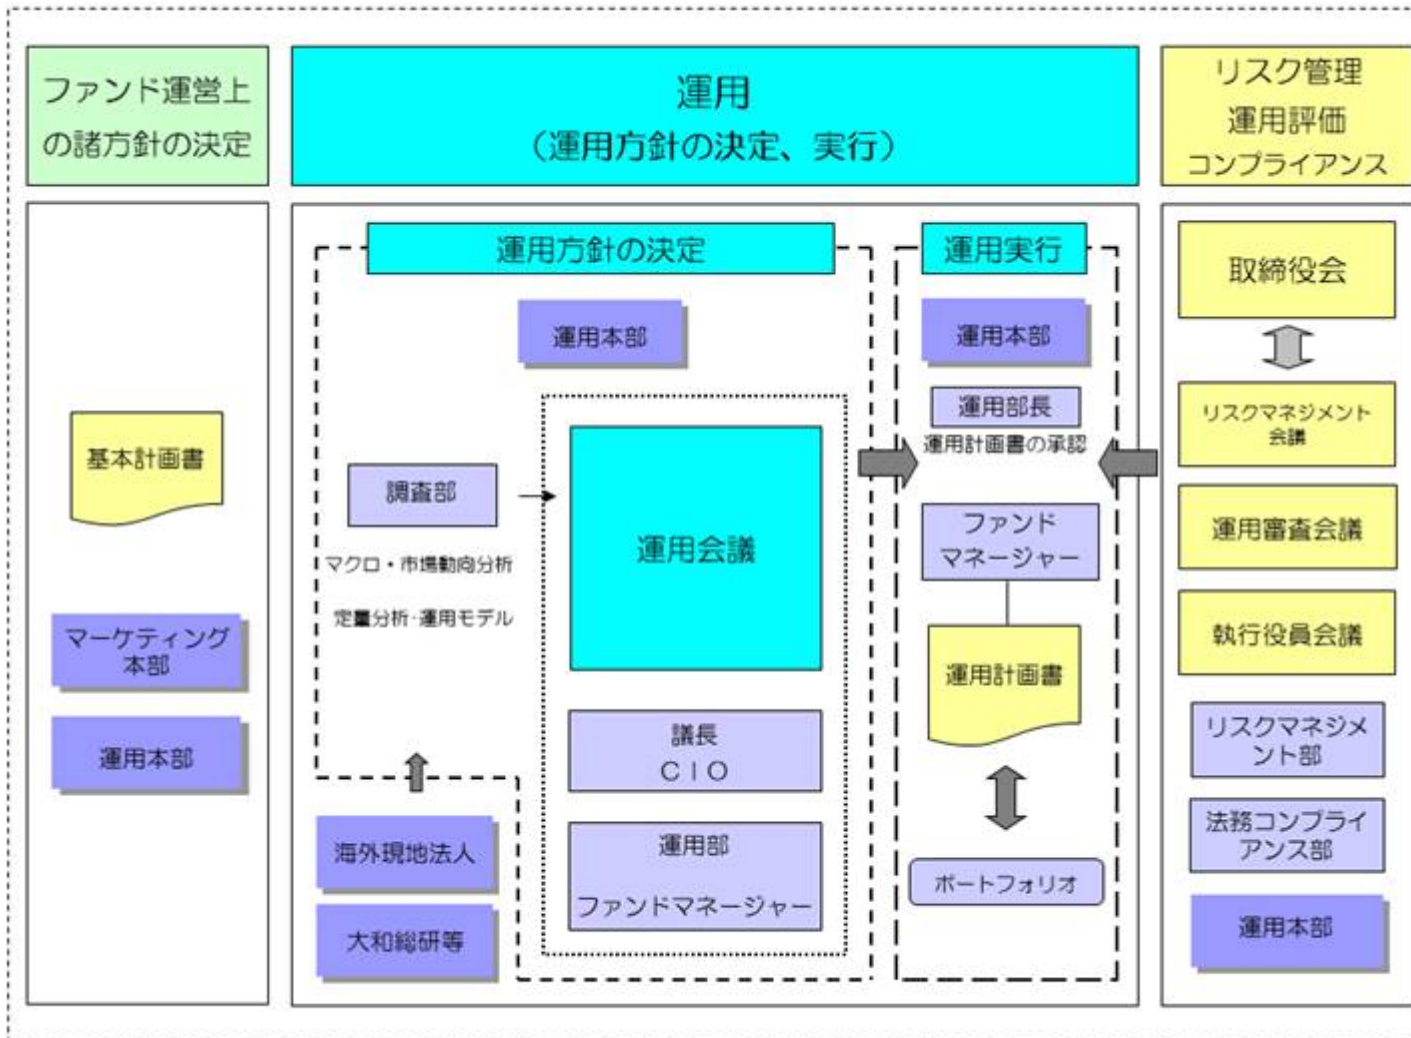 ファンド運営上
の諸方針の決定
運用
（運用方針の決定、実行）
リスク管理
運用評価
コンプライアンス
基本計画書
マーケティング
本部
運用本部
運用方針の決定
運用本部
調査部
マクロ・市場動向分析
定量分析・運用モデル
海外現地法人
大和総研等
運用会議
議長
ＣＩＯ
運用部
ファンドマネージャー
運用実行
運用本部
運用部長
運用計画書の承認
ファンド
マネージャー
運用計画書
ポートフォリオ
取締役会
リスクマネジメント
会議
運用審査会議
執行役員会議
リスクマネジメ
ント部
法務コンプライ
アンス部
運用本部